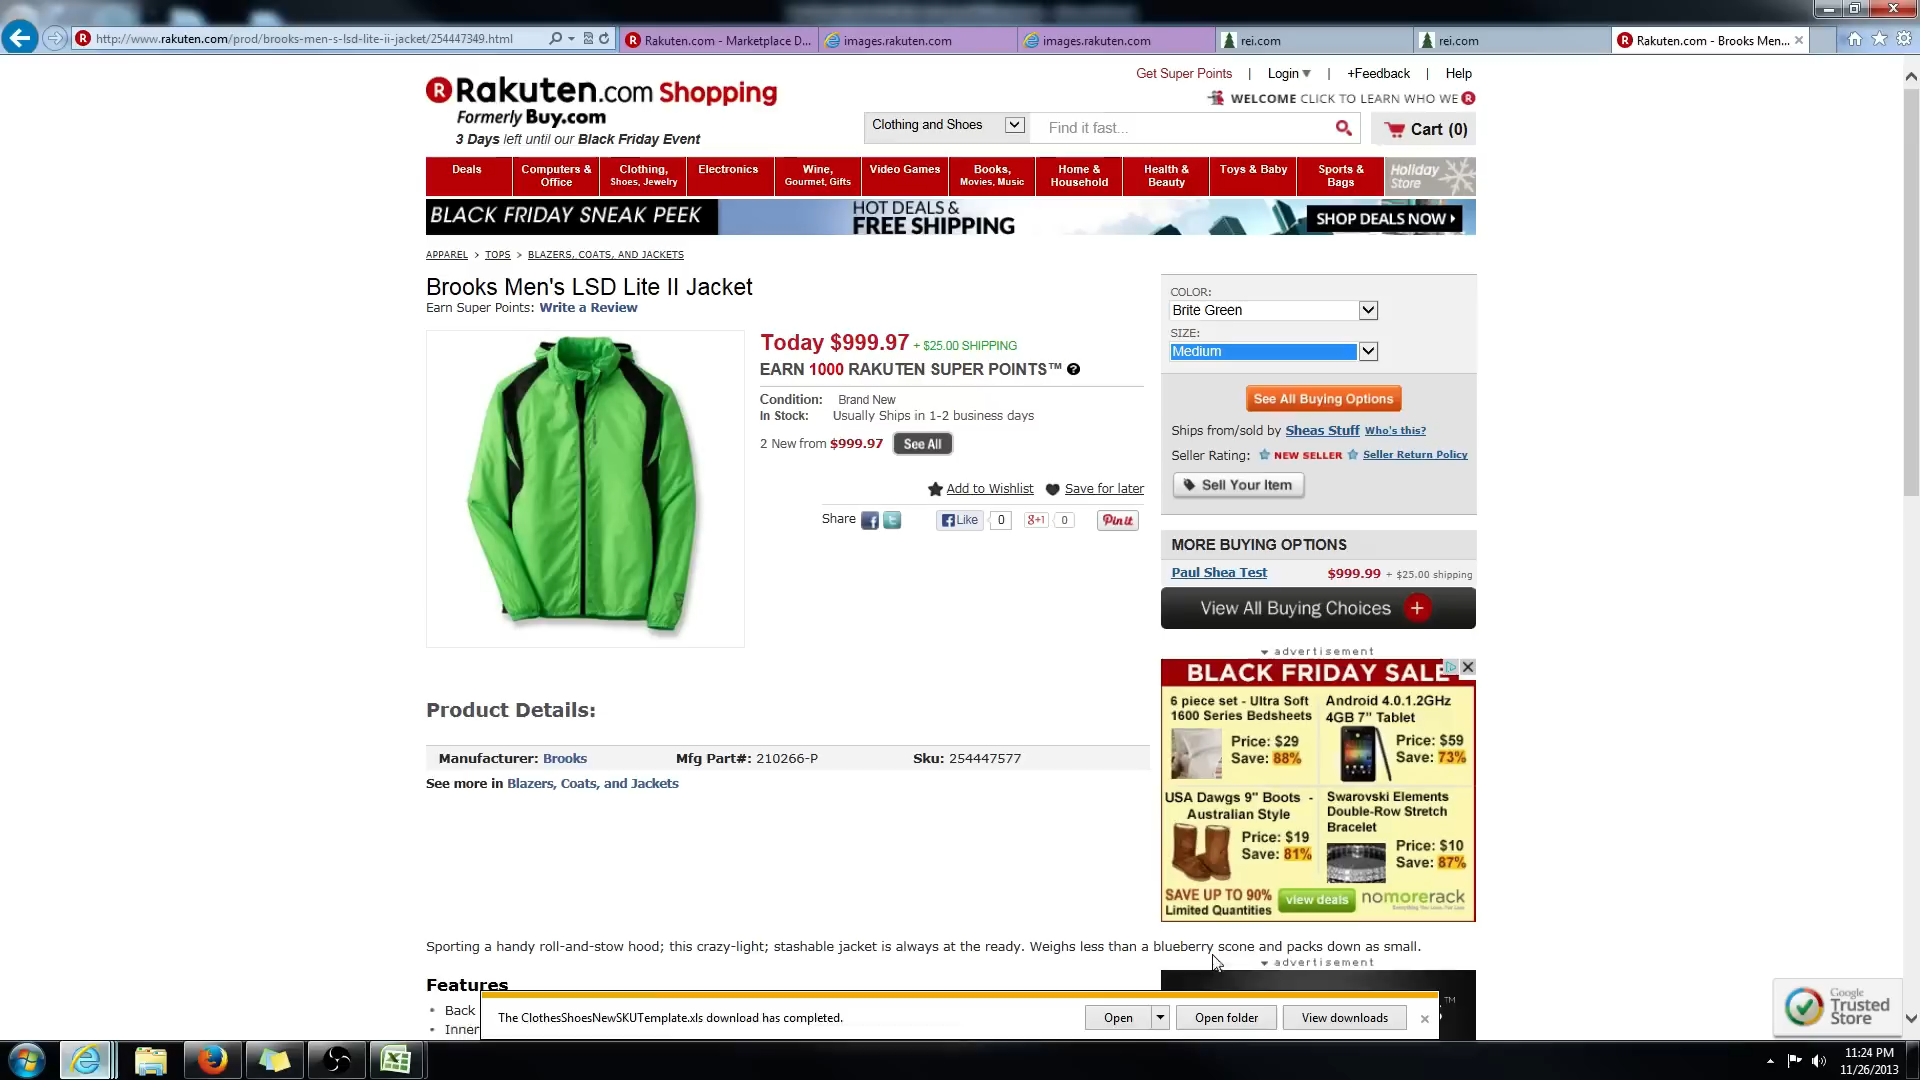 http://www.rakuten.com/prod/brooks-men-s-lsd-lite-ii-jacket/254447349.html
Rakuten.com - Marketplace D...
images.rakuten.com
images.rakuten.com
rei.com
rei.com
Rakuten.com - Brooks Men...
Get Super Points | Login | +Feedback | Help
Rakuten.com Shopping
Formerly Buy.com
3 Days left until our Black Friday Event
WELCOME CLICK TO LEARN WHO WE R
Clothing and Shoes
Find it fast...
Cart (0)
Deals
Computers & Office
Clothing, Shoes, Jewelry
Electronics
Wine, Gourmet, Gifts
Video Games
Books, Movies, Music
Home & Household
Health & Beauty
Toys & Baby
Sports & Bags
Holiday Store
BLACK FRIDAY SNEAK PEEK
HOT DEALS &
FREE SHIPPING
SHOP DEALS NOW
APPAREL > TOPS > BLAZERS, COATS, AND JACKETS
Brooks Men's LSD Lite II Jacket
Earn Super Points: Write a Review
Today $999.97 + $25.00 SHIPPING
EARN 1000 RAKUTEN SUPER POINTS™ ?
Condition: Brand New
In Stock: Usually Ships in 1-2 business days
2 New from $999.97 See All
Add to Wishlist Save for later
Share Like 0 g+1 0 Pin it
COLOR:
Brite Green
SIZE:
Medium
See All Buying Options
Ships from/sold by Sheas Stuff Who's this?
Seller Rating: NEW SELLER Seller Return Policy
Sell Your Item
MORE BUYING OPTIONS
Paul Shea Test $999.99 + $25.00 shipping
View All Buying Choices +
advertisement
BLACK FRIDAY SALE
6 piece set - Ultra Soft
1600 Series Bedsheets
Price: $29
Save: 88%
Android 4.0.1.2GHz
4GB 7" Tablet
Price: $59
Save: 73%
USA Dawgs 9" Boots -
Australian Style
Price: $19
Save: 81%
Swarovski Elements
Double-Row Stretch
Bracelet
Price: $10
Save: 87%
SAVE UP TO 90%
Limited Quantities
view deals
nomorerack
Product Details:
Manufacturer: Brooks Mfg Part#: 210266-P Sku: 254447577
See more in Blazers, Coats, and Jackets
Sporting a handy roll-and-stow hood; this crazy-light; stashable jacket is always at the ready. Weighs less than a blueberry scone and packs down as small.
advertisement
Features
• Back
• Inner
The ClothesShoesNewSKUTemplate.xls download has completed.
Open
Open folder
View downloads
Google
Trusted
Store
11:24 PM
11/26/2013